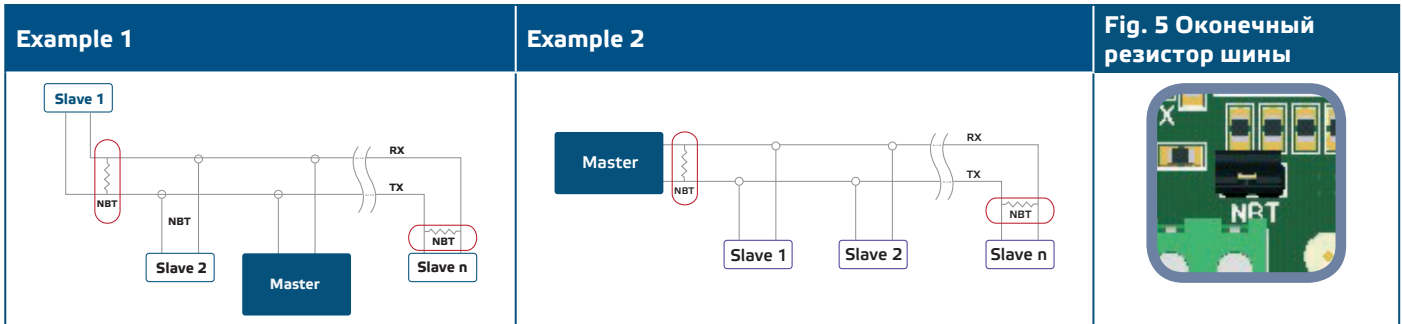 Example 1
Example 2
Fig. 5 Оконечный
резистор шины
Slave 1
RX
TX
NBT
NBT
NBT
Slave 2
Master
Slave n
Master
RX
TX
NBT
NBT
Slave 1
Slave 2
Slave n
X
NBT